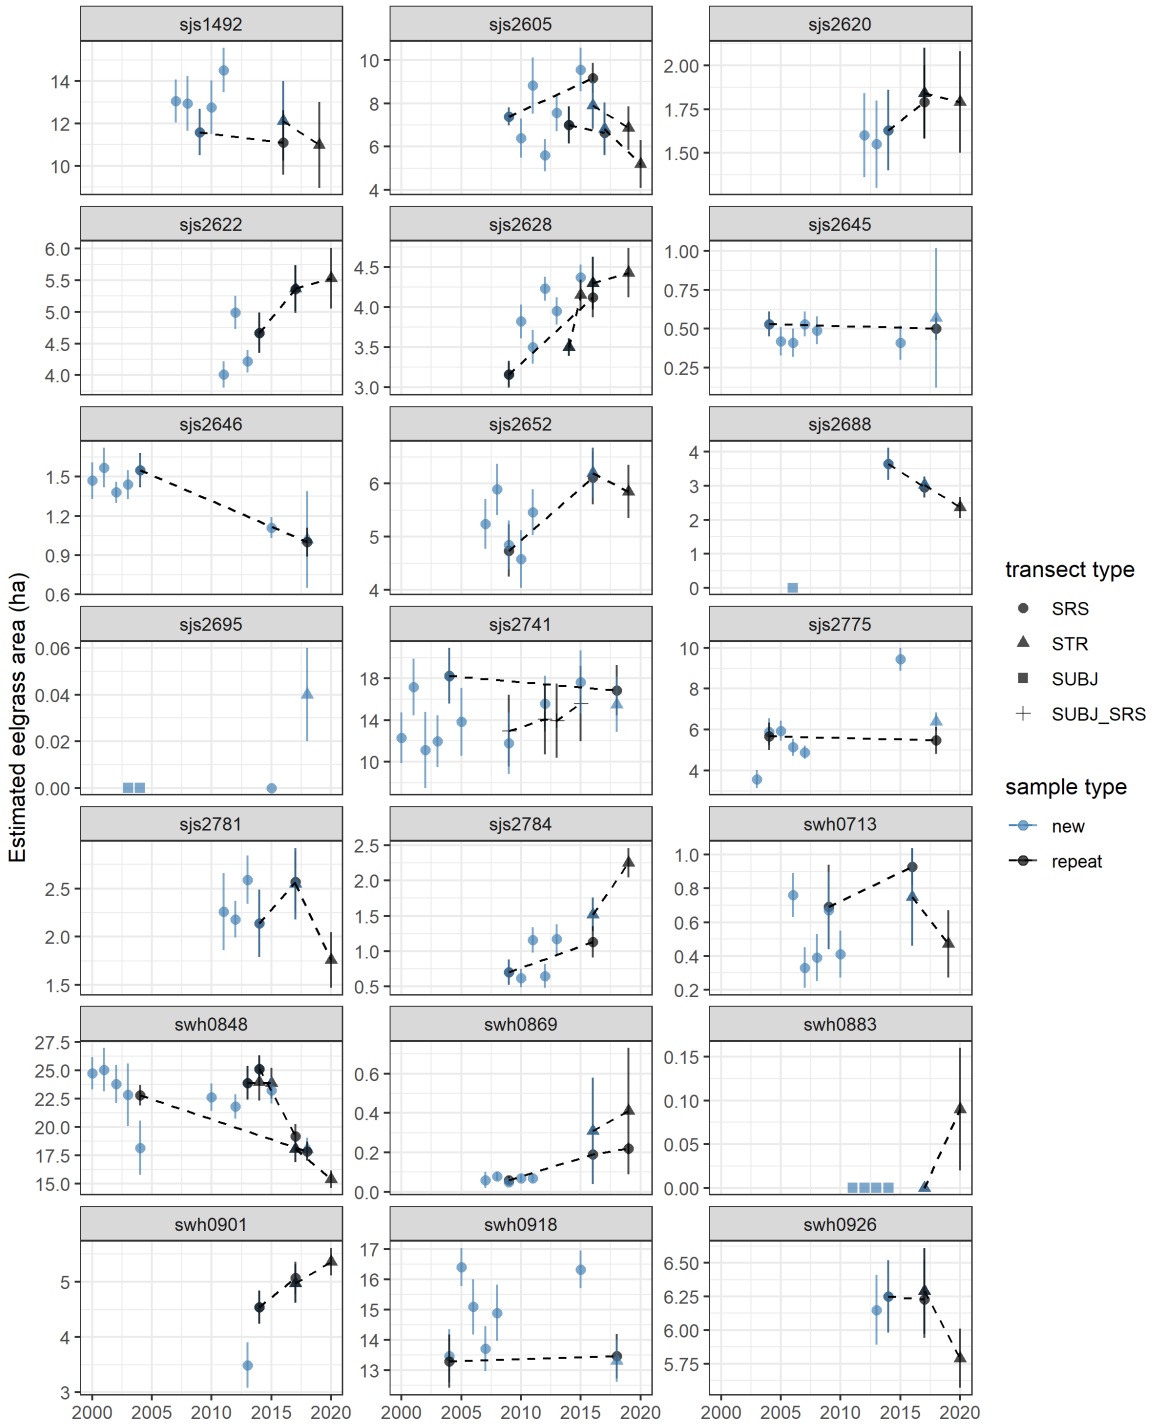 sjs1492 sjs2605 sjs2620
14 12 10
10 8 6 4
2.00 1.75 1.50
sjs2622 sjs2628 sjs2645
6.0 5.5 5.0 4.5 4.0
4.5 4.0 3.5 3.0
1.00 0.75 0.50 0.25
sjs2646 sjs2652 sjs2688
1.5 1.2 0.9 0.6
6 5 4
4 3 2 1 0
sjs2695 sjs2741 sjs2775
0.06 0.04 0.02 0.00
18 14 10
10 8 6 4
sjs2781 sjs2784 swh0713
2.5 2.0 1.5
2.5 2.0 1.5 1.0 0.5
1.0 0.8 0.6 0.4 0.2
swh0848 swh0869 swh0883
27.5 25.0 22.5 20.0 17.5 15.0
0.6 0.4 0.2 0.0
0.15 0.10 0.05 0.00
swh0901 swh0918 swh0926
5 4 3
17 16 15 14 13
6.50 6.25 6.00 5.75
2000 2005 2010 2015 2020 2000 2005 2010 2015 2020 2000 2005 2010 2015 2020
Estimated eelgrass area (ha)
transect type
SRS
STR
SUBJ
SUBJ_SRS
sample type
new
repeat